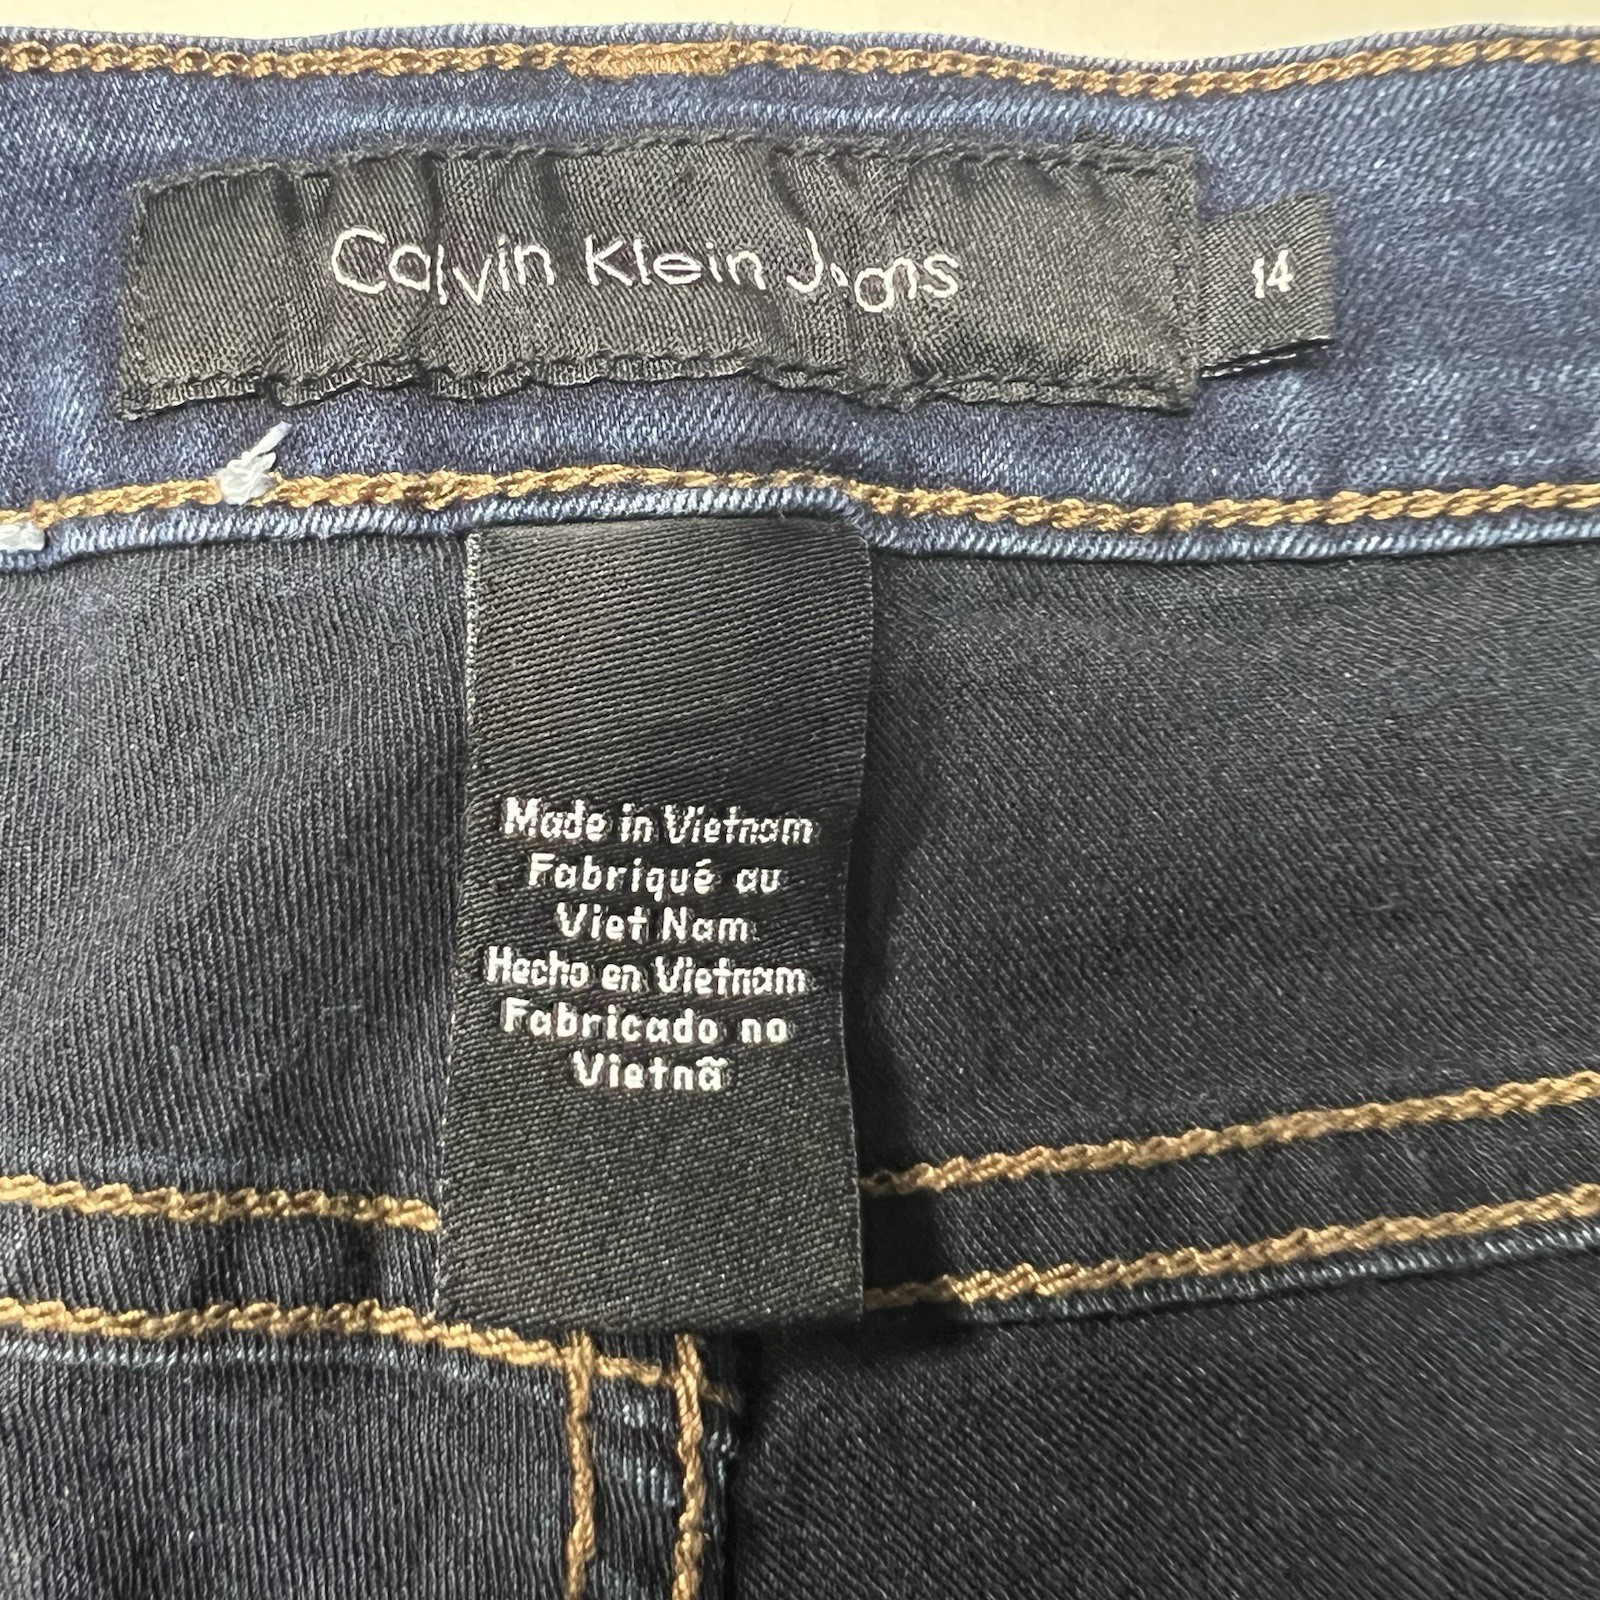 Calvin Klein Jeans
14
Made in Vietnam
Fabriqué au
Viet Nam
Hecho en Vietnam
Fabricado no
Vietnã